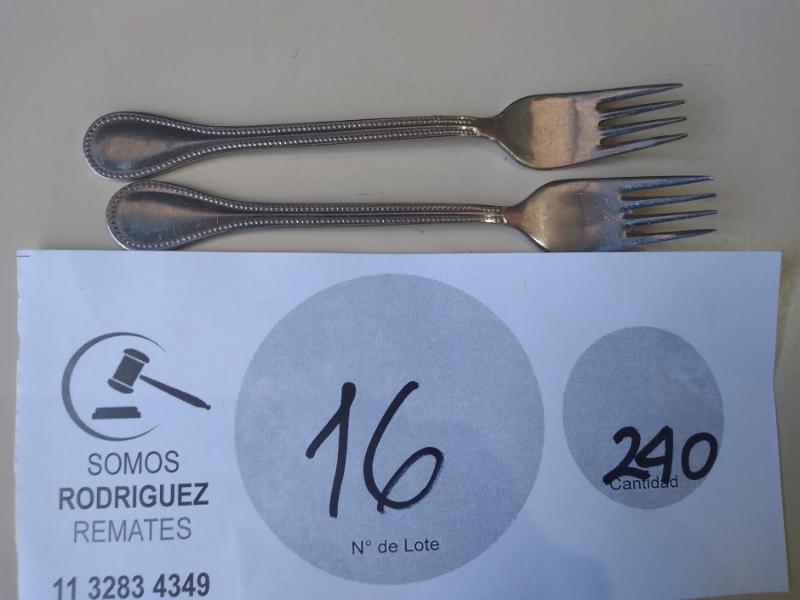 SOMOS
RODRIGUEZ
REMATES
11 3283 4349
16
N° de Lote
240
Cantidad